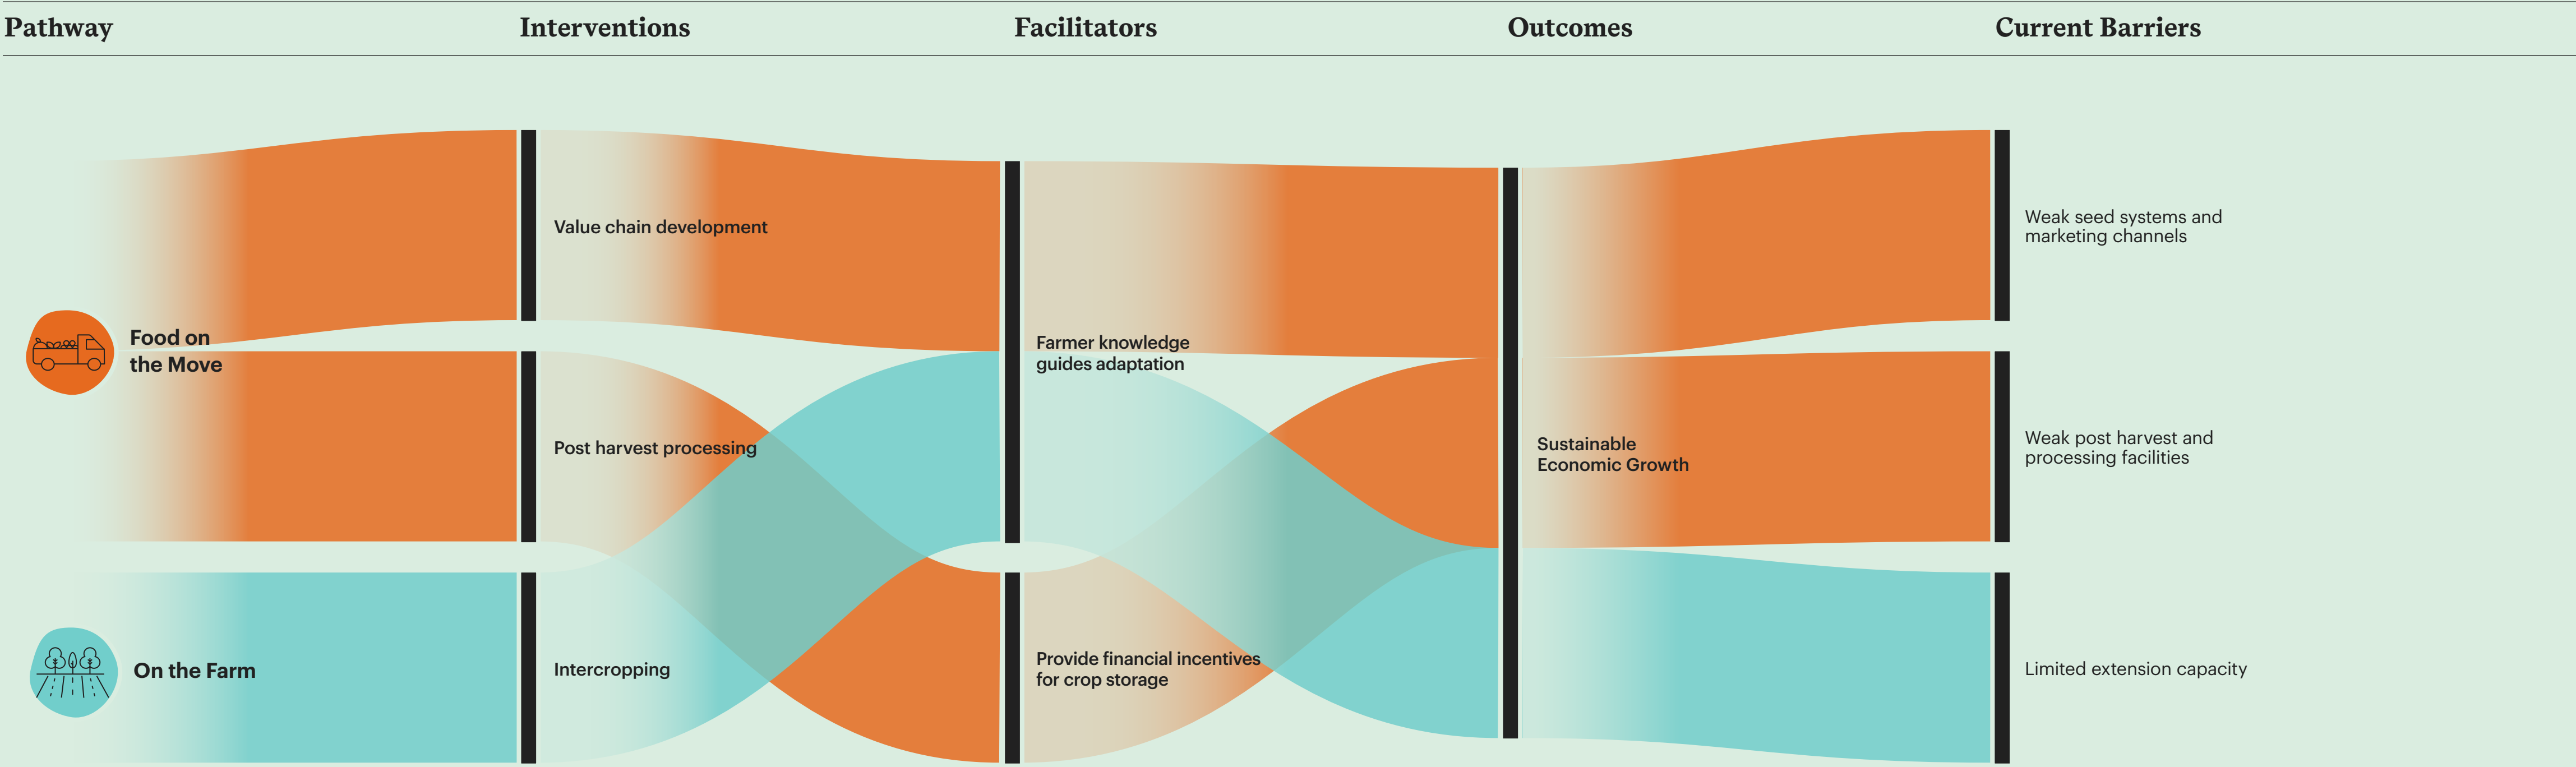 Pathway
Interventions
Facilitators
Outcomes
Current Barriers
Food on
the Move
On the Farm
Value chain development
Post harvest processing
Intercropping
Farmer knowledge
guides adaptation
Provide financial incentives
for crop storage
Sustainable
Economic Growth
Weak seed systems and
marketing channels
Weak post harvest and
processing facilities
Limited extension capacity